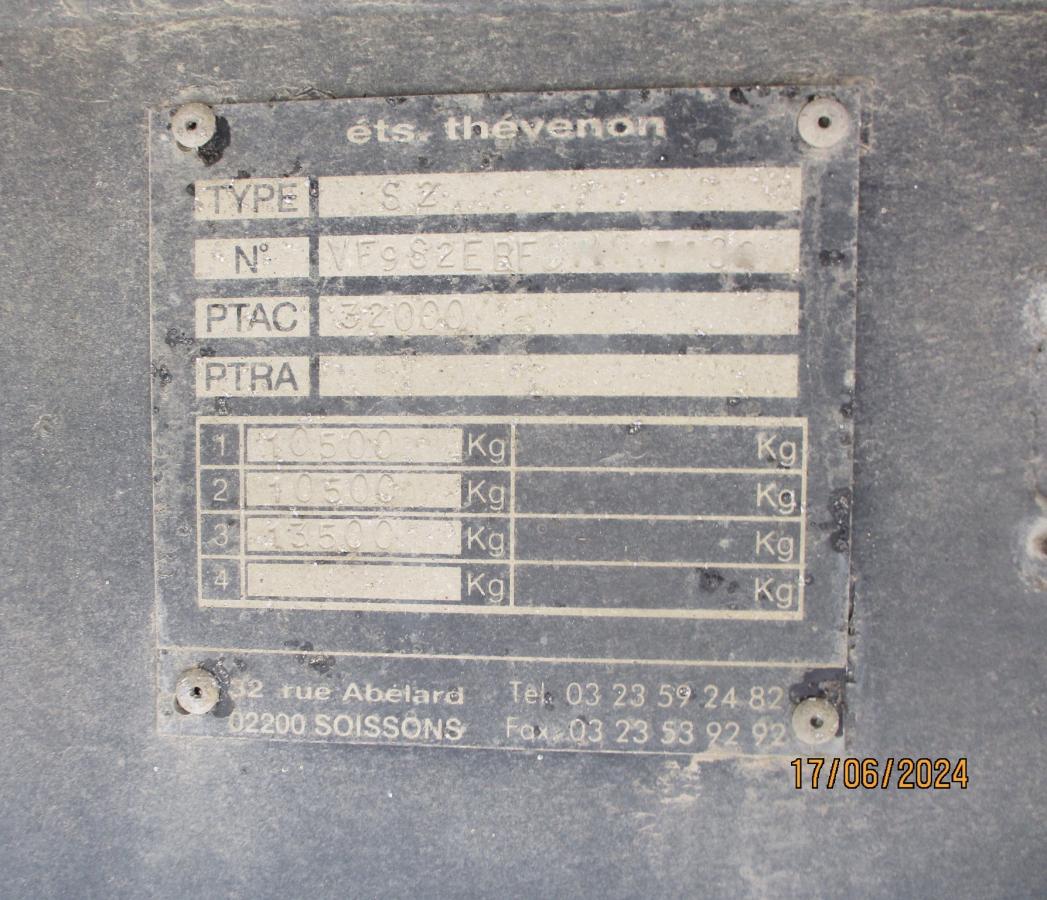 éts. thévenon
TYPE S2
N°
PTAC 32000
PTRA
1 10500 Kg Kg
2 10500 Kg Kg
3 13500 Kg Kg
4 Kg Kg
32 rue Abélard Tel. 03 23 59 24 82
02200 SOISSONS Fax. 03 23 53 92 92
17/06/2024